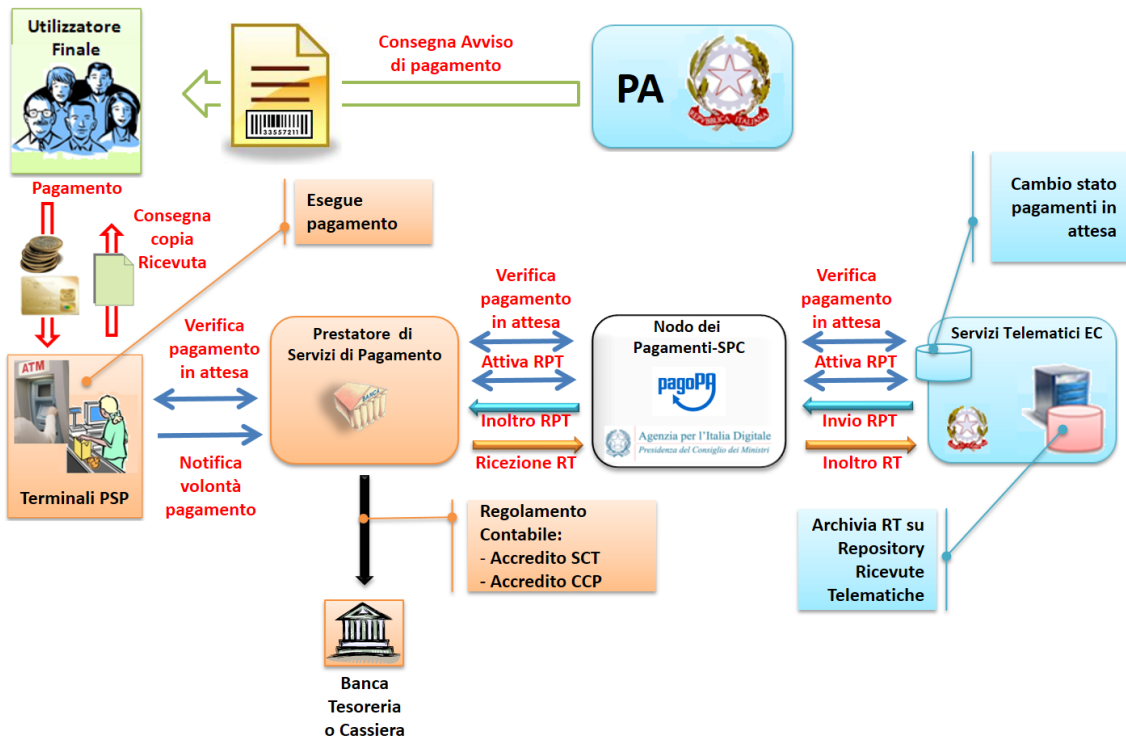 Utilizzatore
Finale
Consegna Avviso
di pagamento
33557211
PA
REPVBBLICA ITALIANA
Pagamento
Consegna
copia
Ricevuta
Esegue
pagamento
Cambio stato
pagamenti in
attesa
Verifica
pagamento
in attesa
Prestatore di
Servizi di Pagamento
BANCA
Verifica
pagamento
in attesa
Attiva RPT
Inoltro RPT
Ricezione RT
Nodo dei
Pagamenti-SPC
pagoPA
Agenzia per l'Italia Digitale
Presidenza del Consiglio dei Ministri
Verifica
pagamento
in attesa
Attiva RPT
Invio RPT
Inoltro RT
Servizi Telematici EC
ATM
Terminali PSP
Notifica
volontà
pagamento
Regolamento
Contabile:
- Accredito SCT
- Accredito CCP
Archivia RT su
Repository
Ricevute
Telematiche
Banca
Tesoreria
o Cassiera